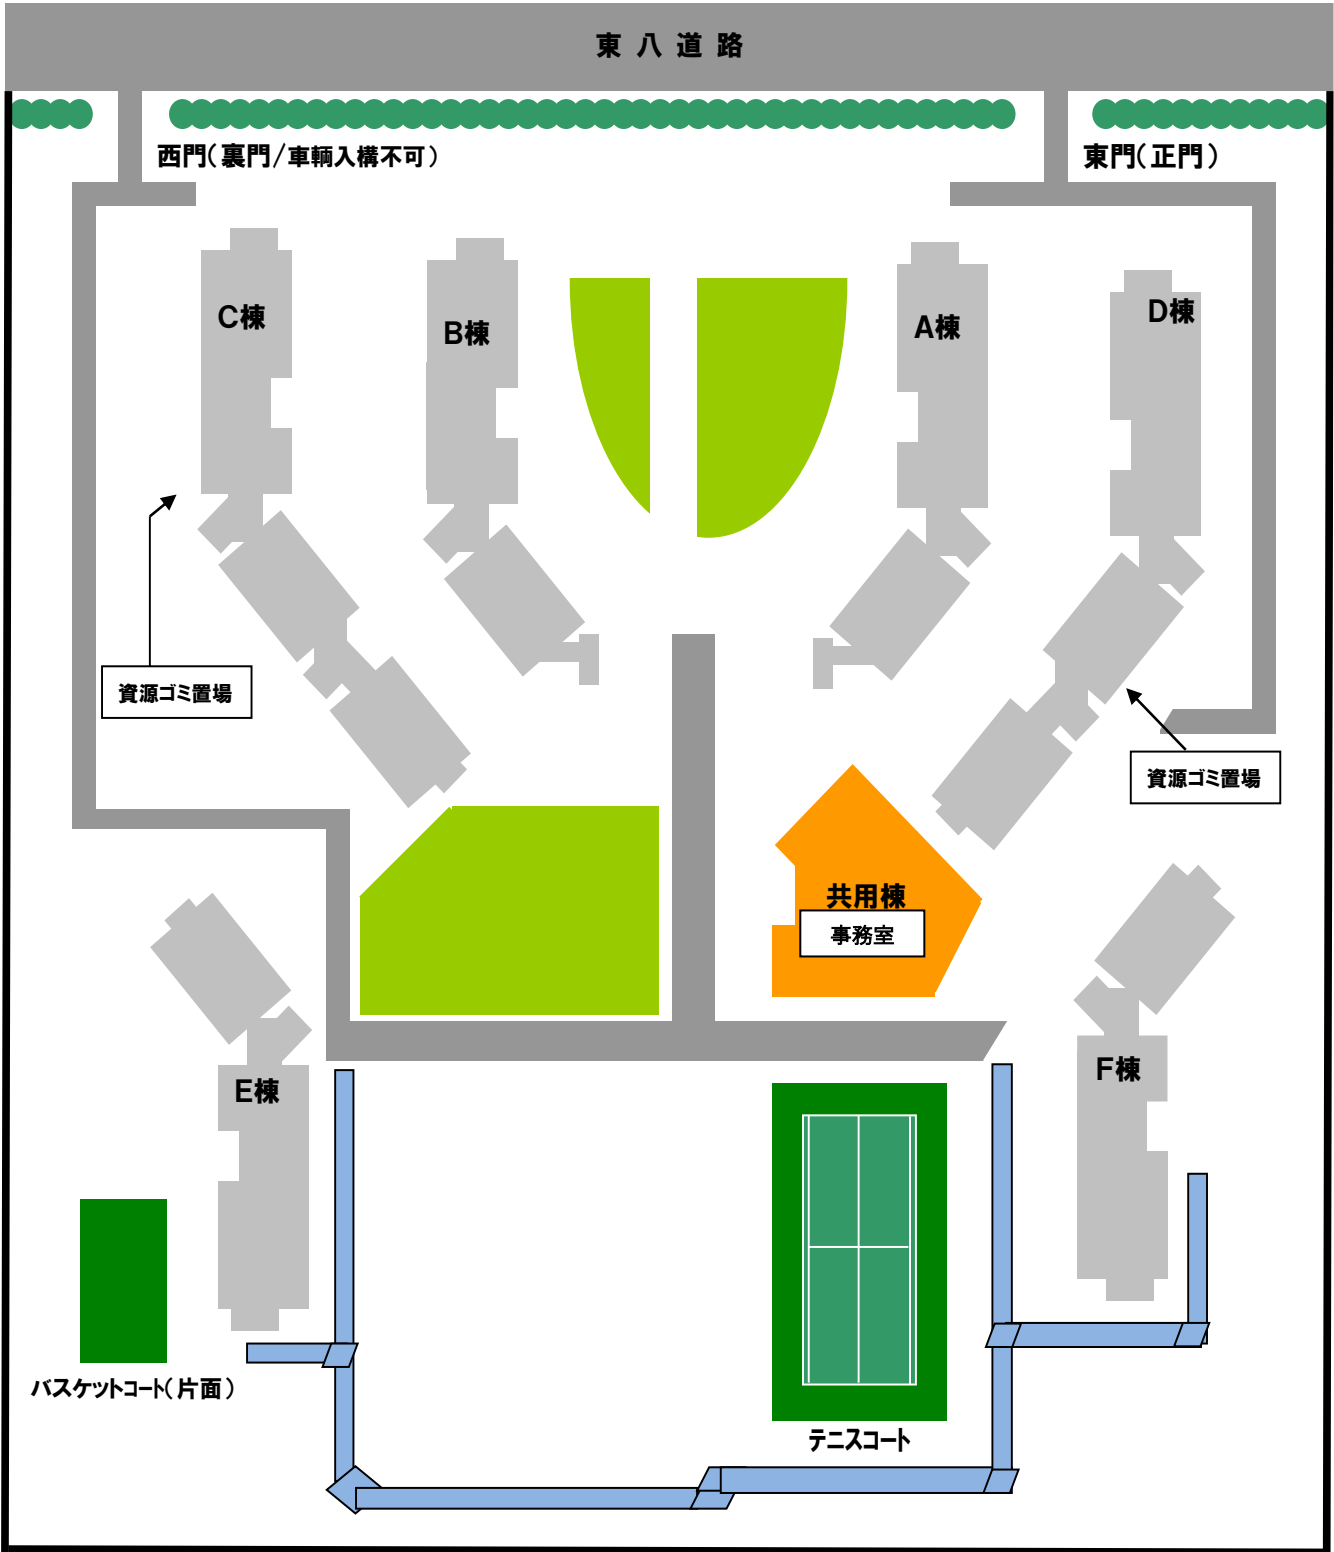 東八道路
西門(裏門/車輌入構不可)
東門(正門)
C棟
B棟
A棟
D棟
資源ゴミ置場
資源ゴミ置場
共用棟
事務室
E棟
F棟
バスケットコート(片面)
テニスコート